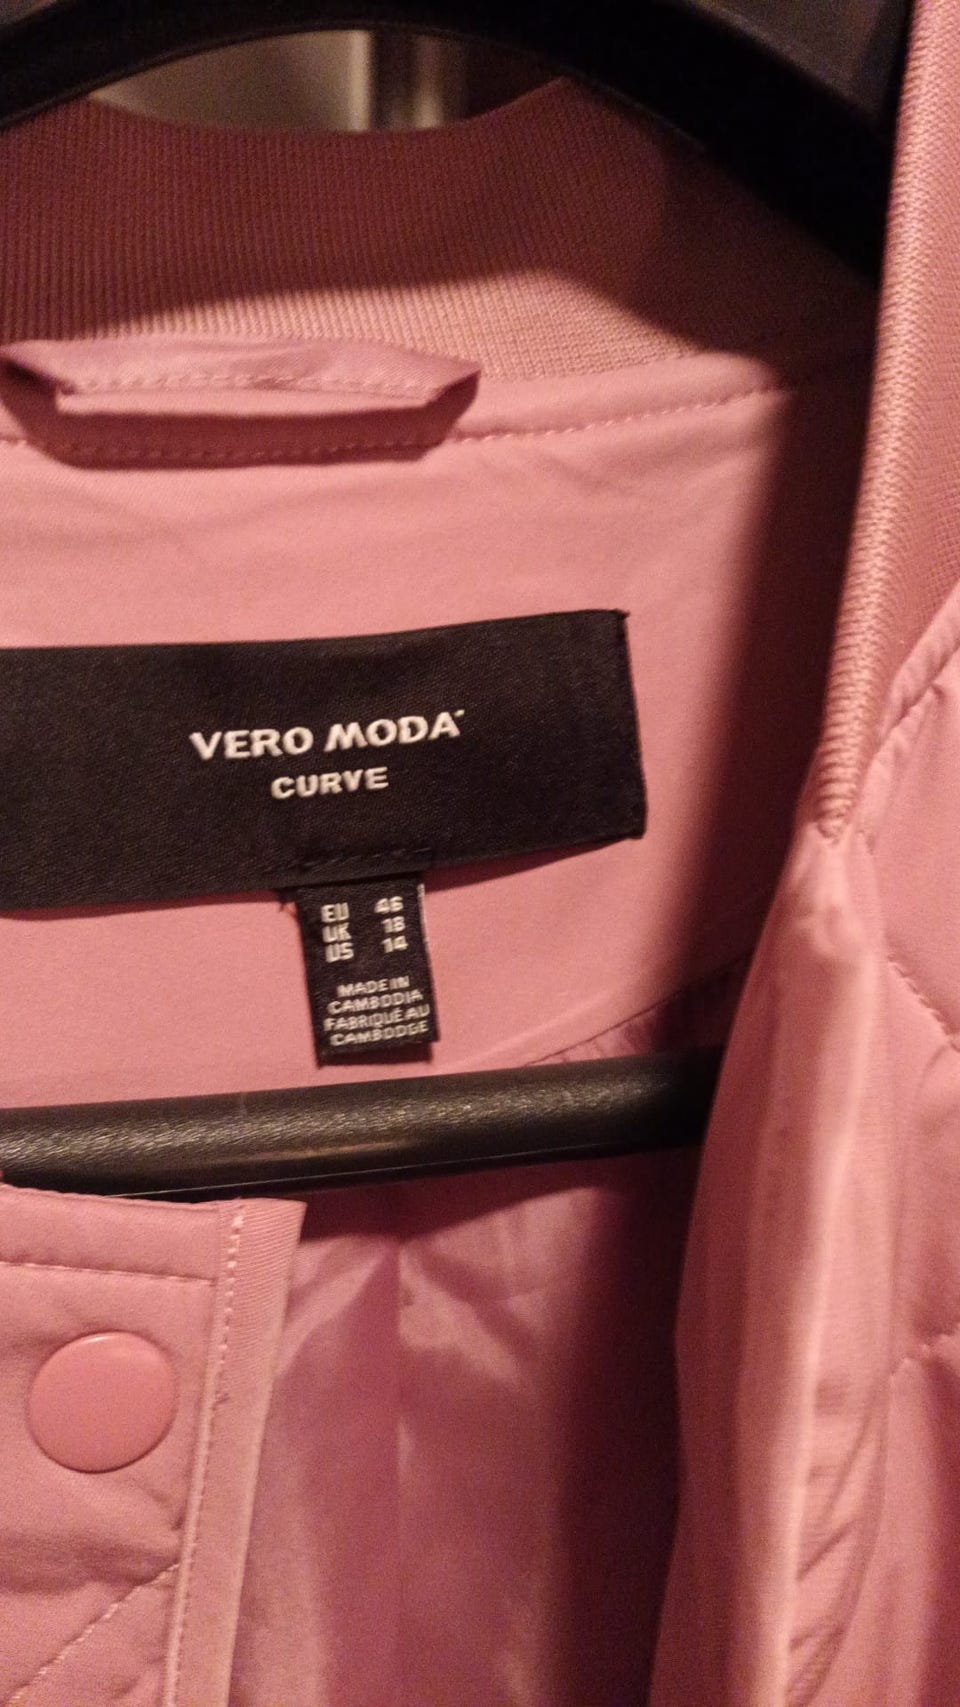 VERO MODA
CURVE
EU 46
UK 18
US 14
MADE IN
CAMBODIA
FABRIQUÉ AU
CAMBODGE